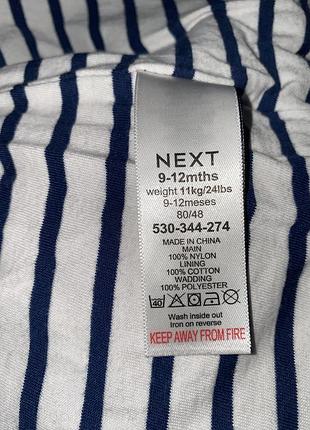 NEXT
9-12mths
weight 11kg/24lbs
9-12meses
80/48
530-344-274
MADE IN CHINA
MAIN
100% NYLON
LINING
100% COTTON
WADDING
100% POLYESTER
40
Wash inside out
Iron on reverse
KEEP AWAY FROM FIRE